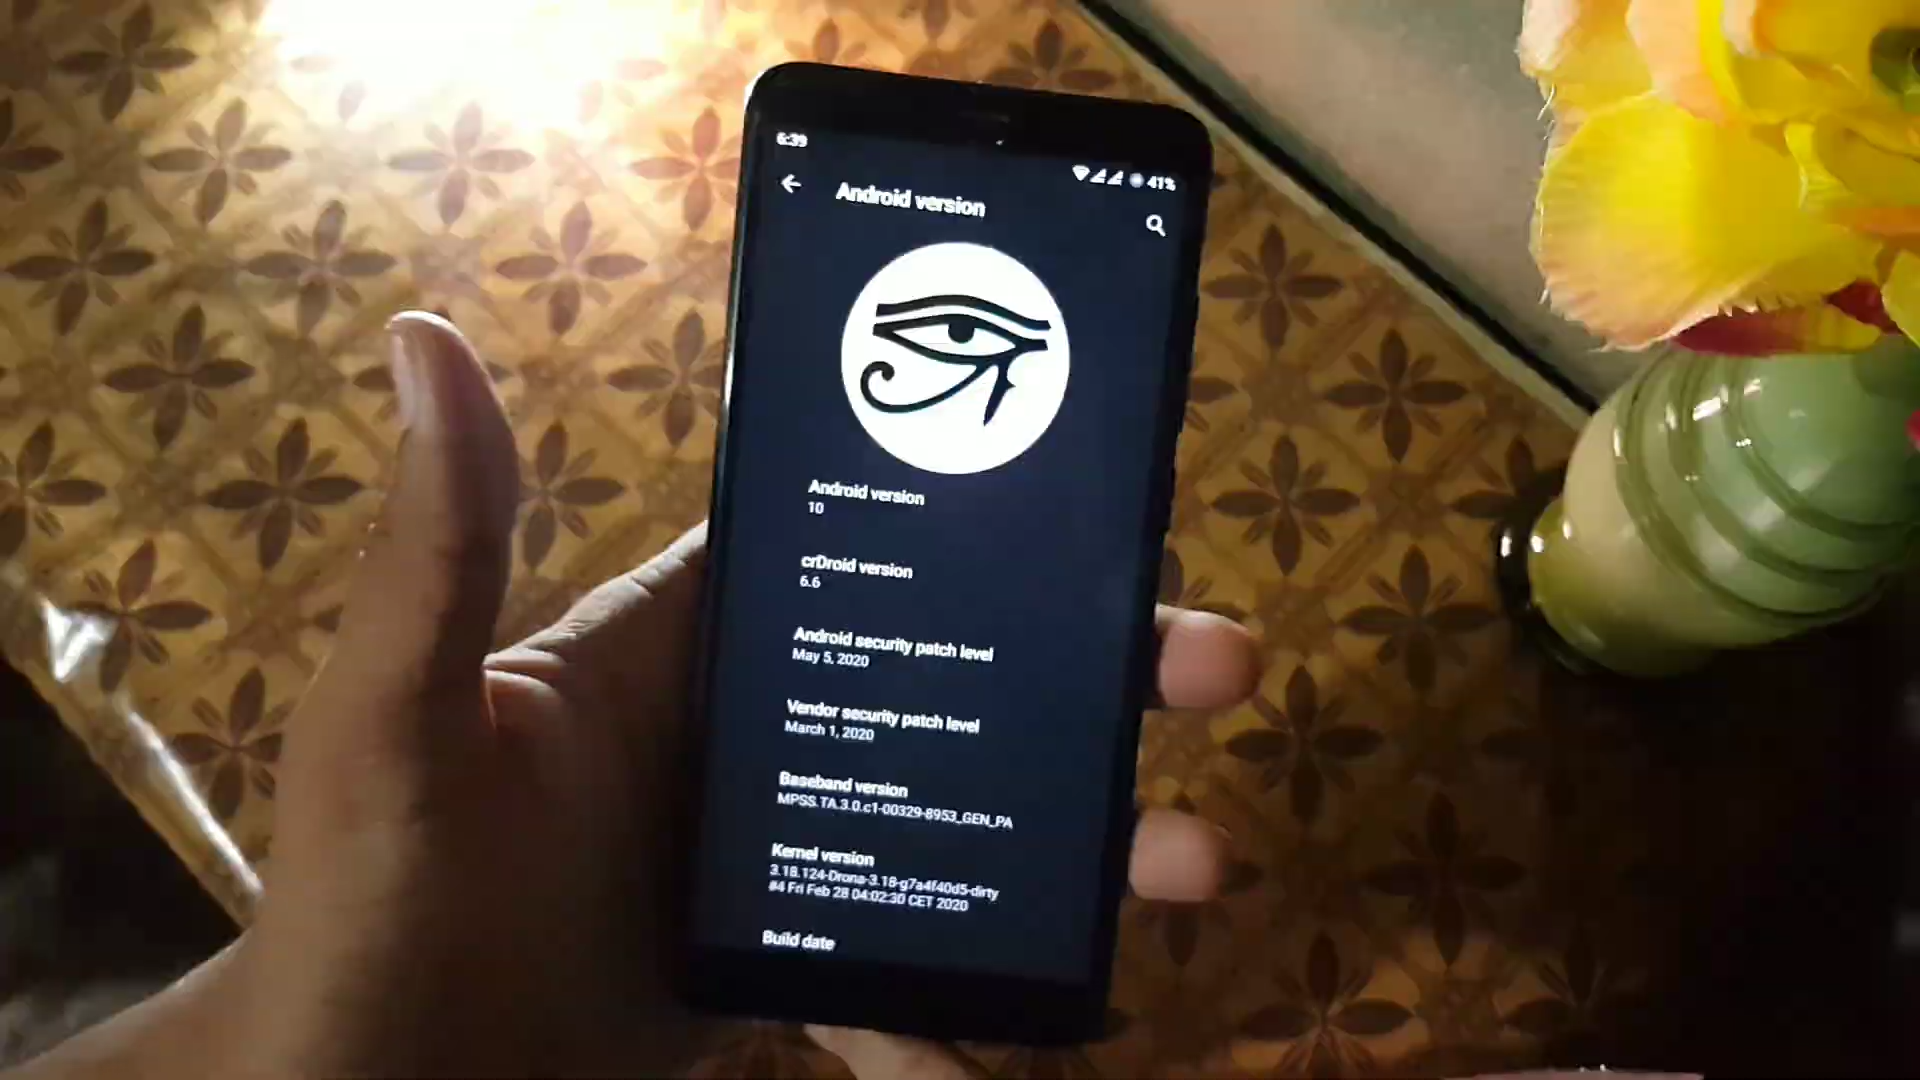 6:39
41%
Android version
Android version
10
crDroid version
6.6
Android security patch level
May 5, 2020
Vendor security patch level
March 1, 2020
Baseband version
MPSS.TA.3.0.c1-00329-8953_GEN_PA
Kernel version
3.18.124-Drona-3.18-g7a4f40d5-dirty
#4 Fri Feb 28 04:02:30 CET 2020
Build date